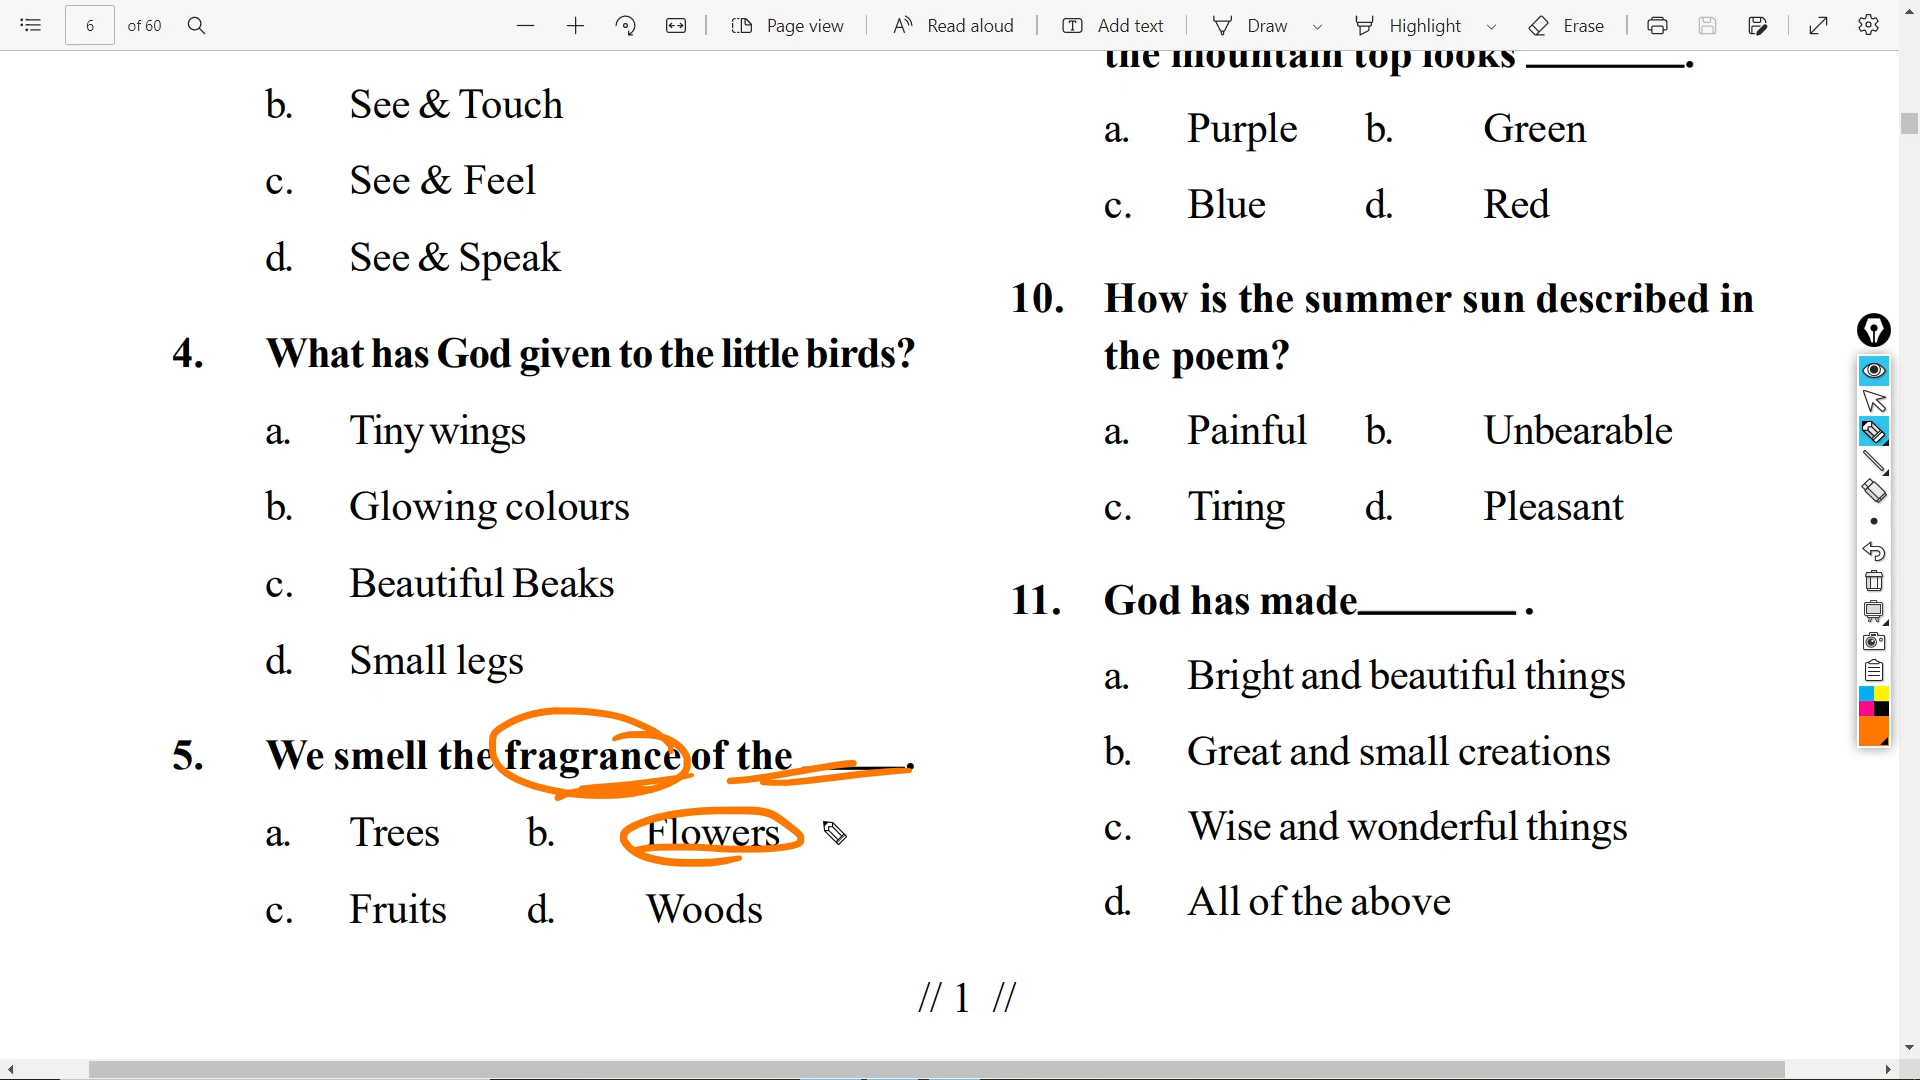 6 of 60 Page view Read aloud Add text Draw Highlight Erase
b. See & Touch
c. See & Feel
d. See & Speak
4. What has God given to the little birds?
a. Tiny wings
b. Glowing colours
c. Beautiful Beaks
d. Small legs
5. We smell the fragrance of the _____.
a. Trees b. Flowers
c. Fruits d. Woods
the mountain top looks ________.
a. Purple b. Green
c. Blue d. Red
10. How is the summer sun described in
the poem?
a. Painful b. Unbearable
c. Tiring d. Pleasant
11. God has made________ .
a. Bright and beautiful things
b. Great and small creations
c. Wise and wonderful things
d. All of the above
// 1 //